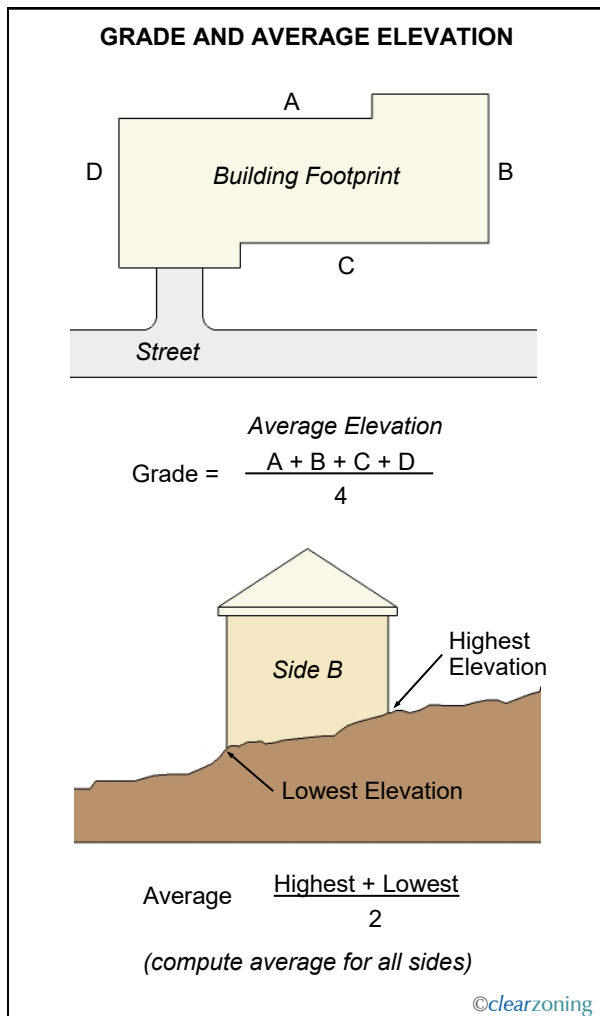 GRADE AND AVERAGE ELEVATION
A
D
Building Footprint
B
C
Street
Average Elevation
Grade = A + B + C + D
4
Side B
Highest
Elevation
Lowest Elevation
Average Highest + Lowest
2
(compute average for all sides)
©clearzoning